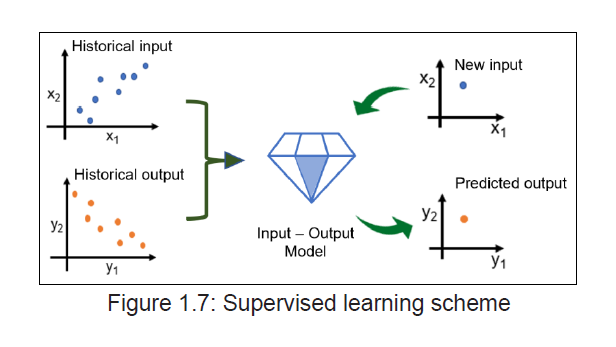 Historical input
x2
x1
Historical output
y2
y1
Input – Output
Model
New input
x2
x1
Predicted output
y2
y1
Figure 1.7: Supervised learning scheme